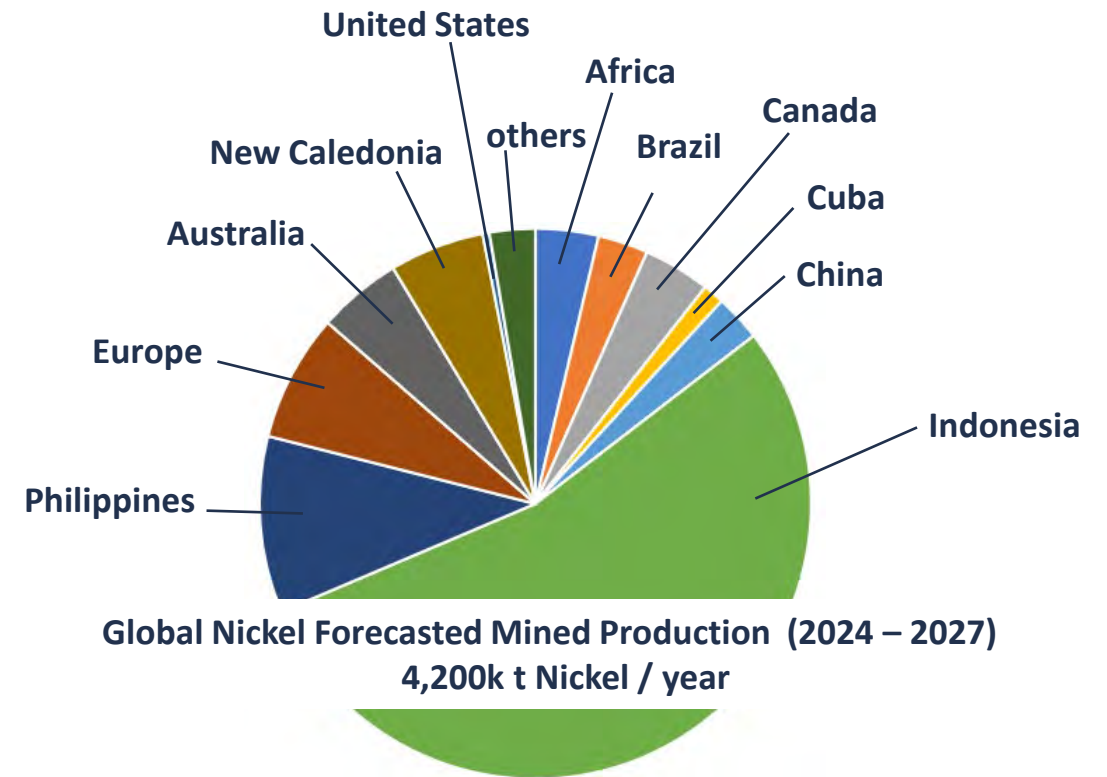 United States
Africa
Canada
others
Brazil
New Caledonia
Cuba
Australia
China
Europe
Indonesia
Philippines
Global Nickel Forecasted Mined Production (2024 – 2027)
4,200k t Nickel / year